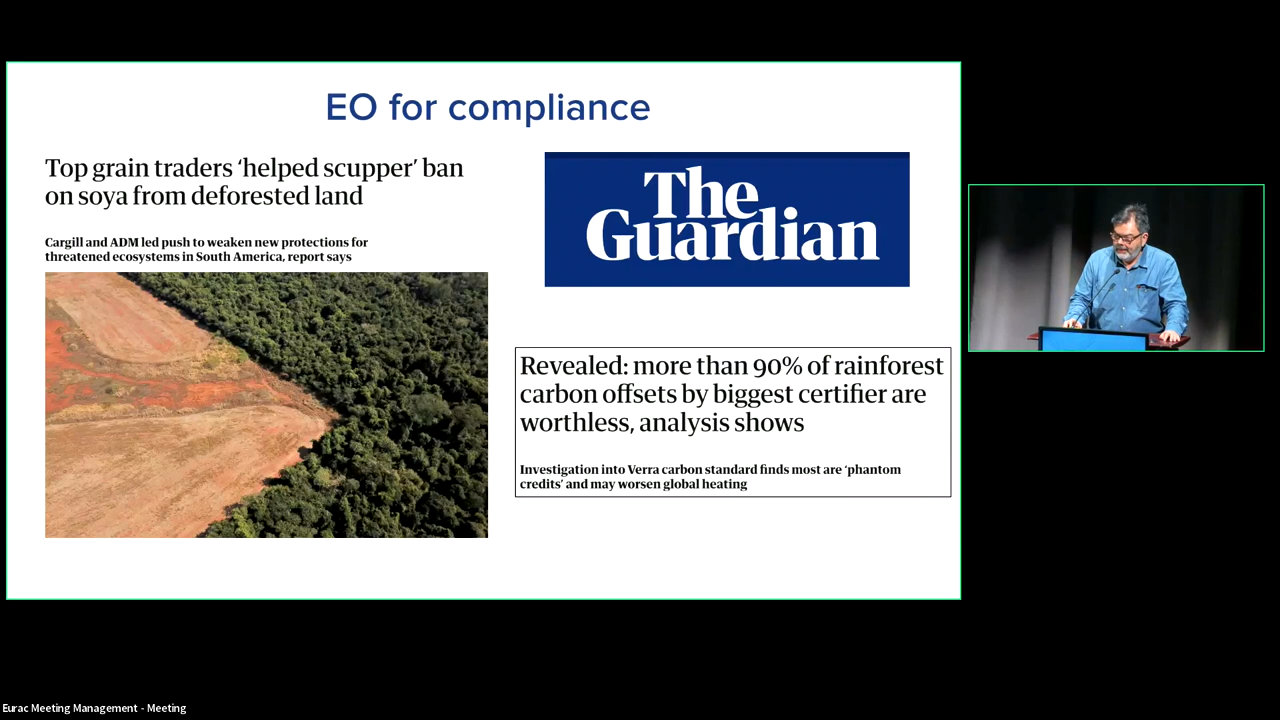 EO for compliance
Top grain traders ‘helped scupper’ ban
on soya from deforested land
Cargill and ADM led push to weaken new protections for
threatened ecosystems in South America, report says
The
Guardian
Revealed: more than 90% of rainforest
carbon offsets by biggest certifier are
worthless, analysis shows
Investigation into Verra carbon standard finds most are ‘phantom
credits’ and may worsen global heating
Eurac Meeting Management - Meeting